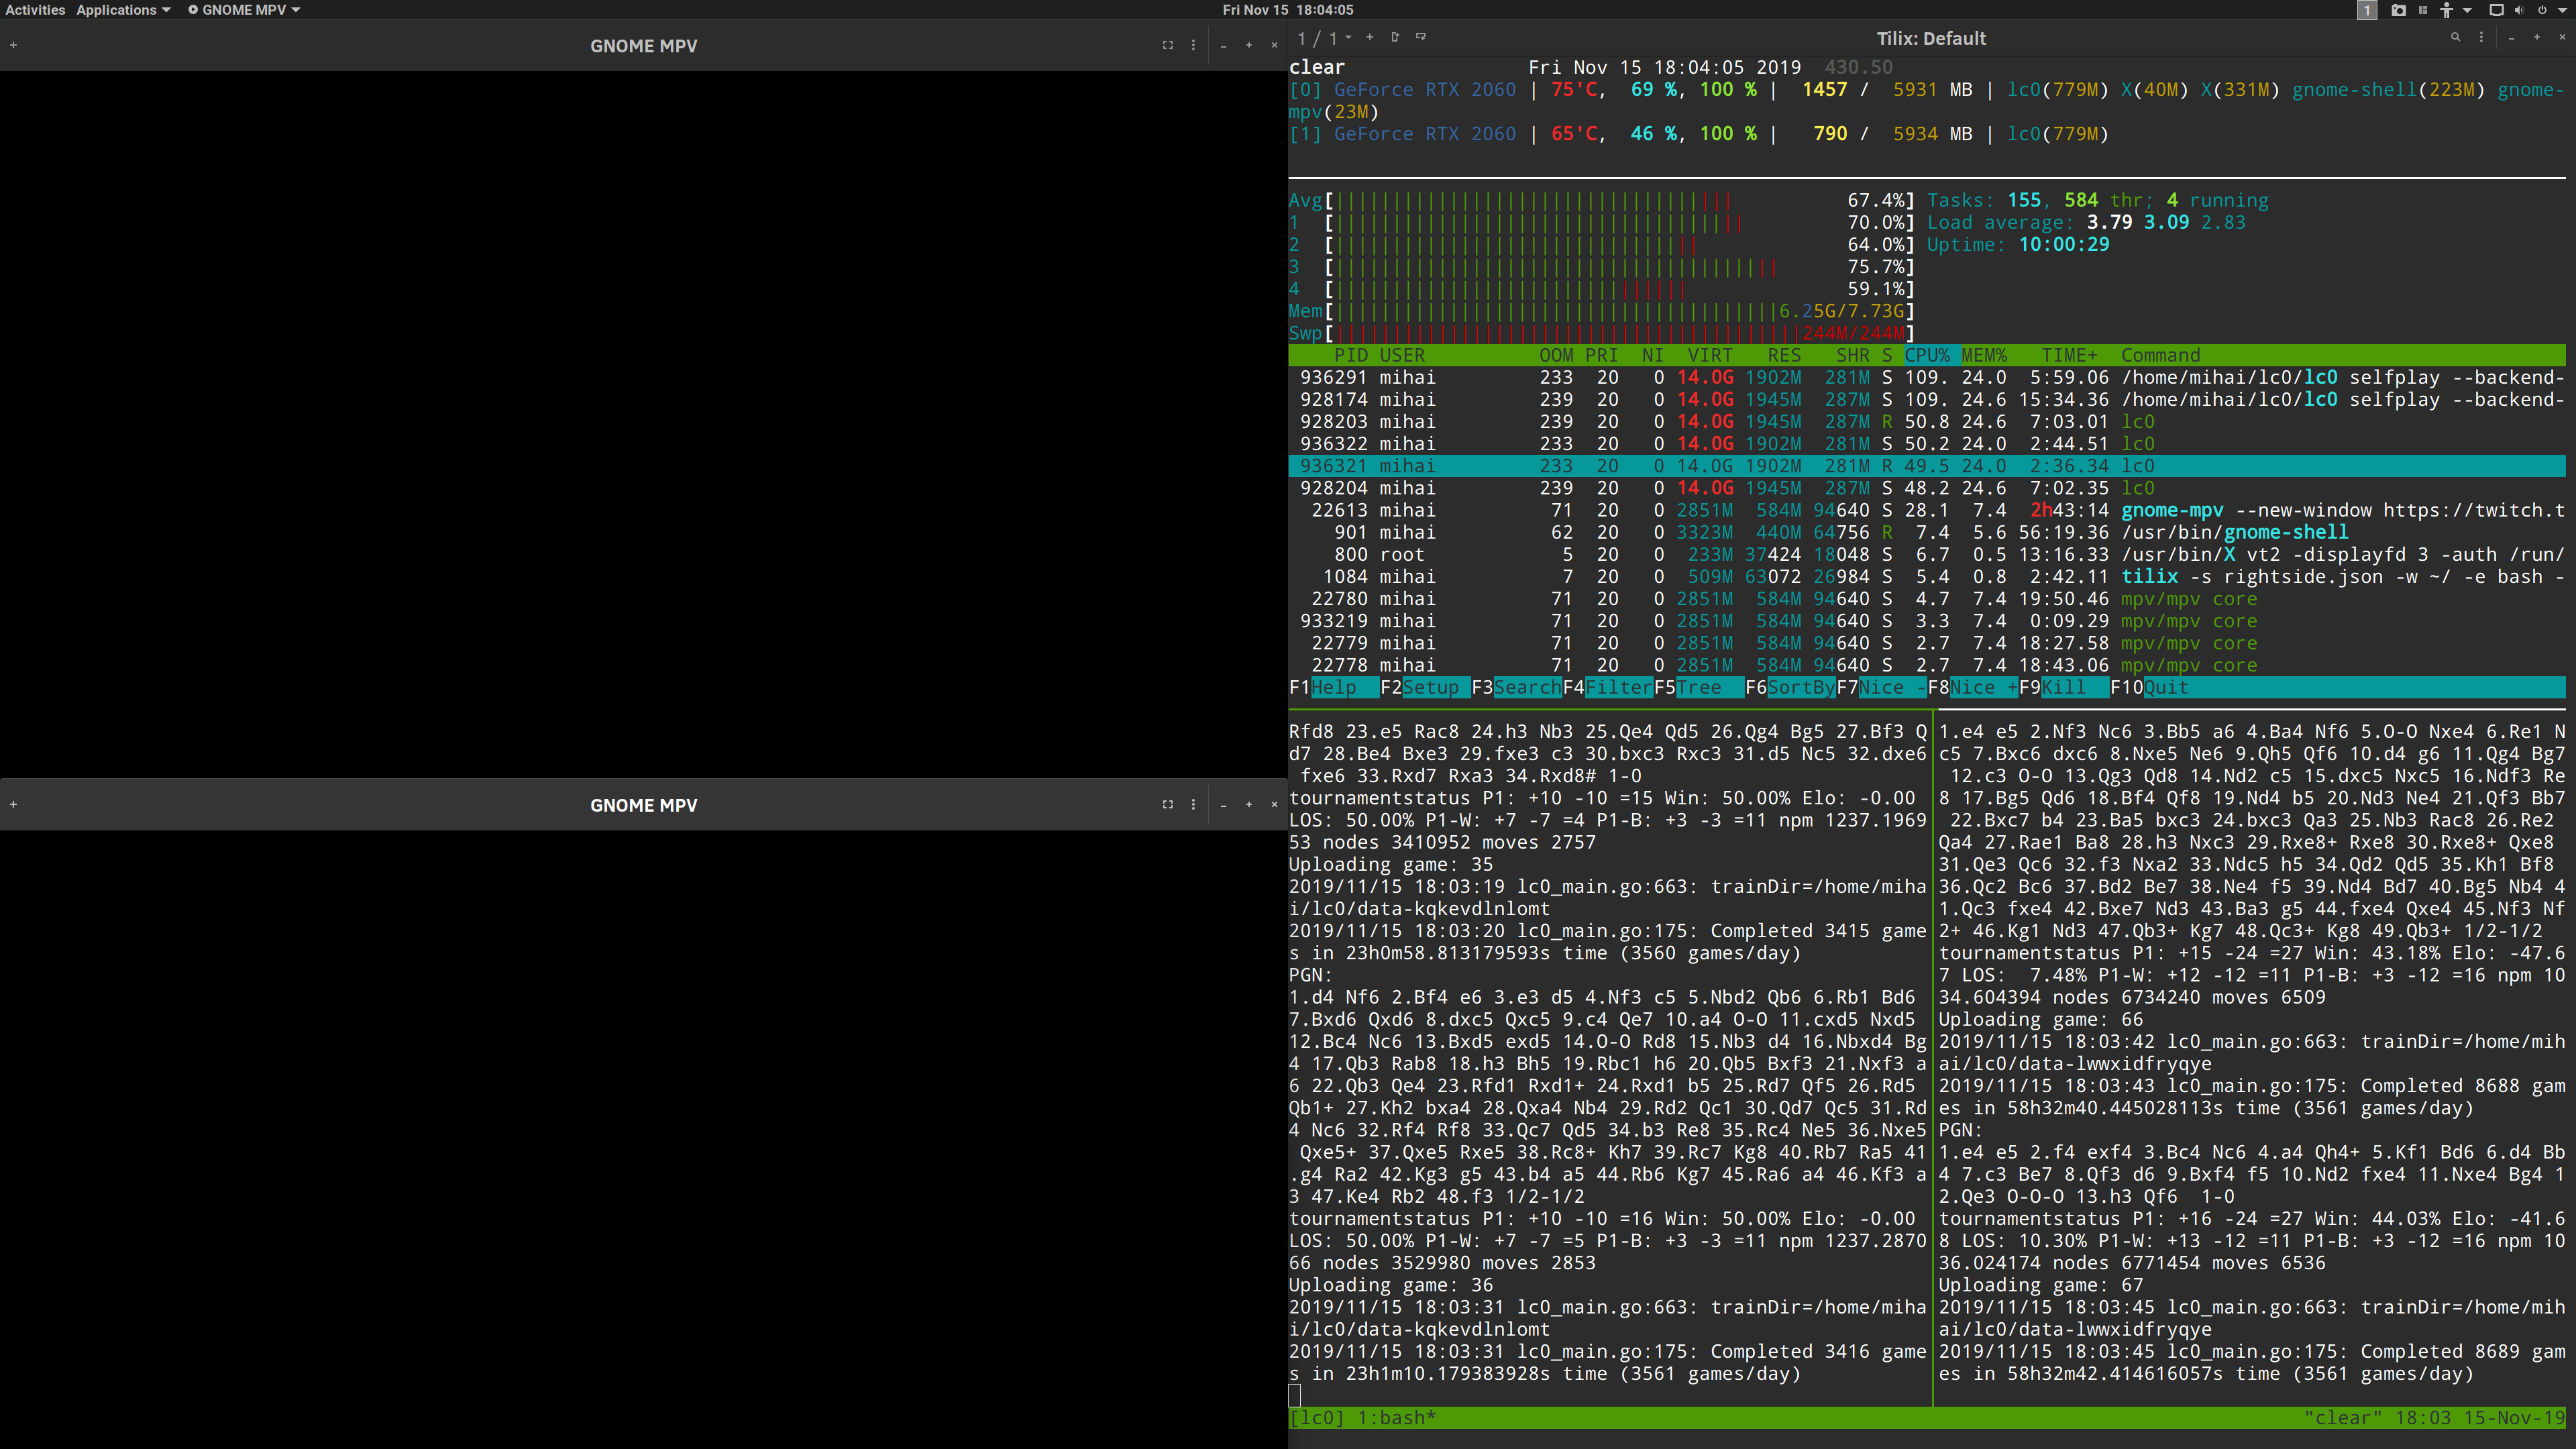 Activities Applications GNOME MPV Fri Nov 15 18:04:05 1
GNOME MPV
GNOME MPV
1 / 1 Tilix: Default
clear Fri Nov 15 18:04:05 2019 430.50
[0] GeForce RTX 2060 | 75'C, 69 %, 100 % | 1457 / 5931 MB | lc0(779M) X(40M) X(331M) gnome-shell(223M) gnome-
mpv(23M)
[1] GeForce RTX 2060 | 65'C, 46 %, 100 % | 790 / 5934 MB | lc0(779M)
Avg[ 67.4%] Tasks: 155, 584 thr; 4 running
1 [ 70.0%] Load average: 3.79 3.09 2.83
2 [ 64.0%] Uptime: 10:00:29
3 [ 75.7%]
4 [ 59.1%]
Mem[ 6.25G/7.73G]
Swp[ 244M/244M]
PID USER OOM PRI NI VIRT RES SHR S CPU% MEM% TIME+ Command
936291 mihai 233 20 0 14.0G 1902M 281M S 109. 24.0 5:59.06 /home/mihai/lc0/lc0 selfplay --backend-
928174 mihai 239 20 0 14.0G 1945M 287M S 109. 24.6 15:34.36 /home/mihai/lc0/lc0 selfplay --backend-
928203 mihai 239 20 0 14.0G 1945M 287M R 50.8 24.6 7:03.01 lc0
936322 mihai 233 20 0 14.0G 1902M 281M S 50.2 24.0 2:44.51 lc0
936321 mihai 233 20 0 14.0G 1902M 281M R 49.5 24.0 2:36.34 lc0
928204 mihai 239 20 0 14.0G 1945M 287M S 48.2 24.6 7:02.35 lc0
22613 mihai 71 20 0 2851M 584M 94640 S 28.1 7.4 2h43:14 gnome-mpv --new-window https://twitch.t
901 mihai 62 20 0 3323M 440M 64756 R 7.4 5.6 56:19.36 /usr/bin/gnome-shell
800 root 5 20 0 233M 37424 18048 S 6.7 0.5 13:16.33 /usr/bin/X vt2 -displayfd 3 -auth /run/
1084 mihai 7 20 0 509M 63072 26984 S 5.4 0.8 2:42.11 tilix -s rightside.json -w ~/ -e bash -
22780 mihai 71 20 0 2851M 584M 94640 S 4.7 7.4 19:50.46 mpv/mpv core
933219 mihai 71 20 0 2851M 584M 94640 S 3.3 7.4 0:09.29 mpv/mpv core
22779 mihai 71 20 0 2851M 584M 94640 S 2.7 7.4 18:27.58 mpv/mpv core
22778 mihai 71 20 0 2851M 584M 94640 S 2.7 7.4 18:43.06 mpv/mpv core
F1Help F2Setup F3SearchF4FilterF5Tree F6SortByF7Nice -F8Nice +F9Kill F10Quit
Rfd8 23.e5 Rac8 24.h3 Nb3 25.Qe4 Qd5 26.Qg4 Bg5 27.Bf3 Q
d7 28.Be4 Bxe3 29.fxe3 c3 30.bxc3 Rxc3 31.d5 Nc5 32.dxe6
fxe6 33.Rxd7 Rxa3 34.Rxd8# 1-0
tournamentstatus P1: +10 -10 =15 Win: 50.00% Elo: -0.00
LOS: 50.00% P1-W: +7 -7 =4 P1-B: +3 -3 =11 npm 1237.1969
53 nodes 3410952 moves 2757
Uploading game: 35
2019/11/15 18:03:19 lc0_main.go:663: trainDir=/home/miha
i/lc0/data-kqkevdlnlomt
2019/11/15 18:03:20 lc0_main.go:175: Completed 3415 game
s in 23h0m58.813179593s time (3560 games/day)
PGN:
1.d4 Nf6 2.Bf4 e6 3.e3 d5 4.Nf3 c5 5.Nbd2 Qb6 6.Rb1 Bd6
7.Bxd6 Qxd6 8.dxc5 Qxc5 9.c4 Qe7 10.a4 O-O 11.cxd5 Nxd5
12.Bc4 Nc6 13.Bxd5 exd5 14.O-O Rd8 15.Nb3 d4 16.Nbxd4 Bg
4 17.Qb3 Rab8 18.h3 Bh5 19.Rbc1 h6 20.Qb5 Bxf3 21.Nxf3 a
6 22.Qb3 Qe4 23.Rfd1 Rxd1+ 24.Rxd1 b5 25.Rd7 Qf5 26.Rd5
Qb1+ 27.Kh2 bxa4 28.Qxa4 Nb4 29.Rd2 Qc1 30.Qd7 Qc5 31.Rd
4 Nc6 32.Rf4 Rf8 33.Qc7 Qd5 34.b3 Re8 35.Rc4 Ne5 36.Nxe5
Qxe5+ 37.Qxe5 Rxe5 38.Rc8+ Kh7 39.Rc7 Kg8 40.Rb7 Ra5 41
.g4 Ra2 42.Kg3 g5 43.b4 a5 44.Rb6 Kg7 45.Ra6 a4 46.Kf3 a
3 47.Ke4 Rb2 48.f3 1/2-1/2
tournamentstatus P1: +10 -10 =16 Win: 50.00% Elo: -0.00
LOS: 50.00% P1-W: +7 -7 =5 P1-B: +3 -3 =11 npm 1237.2870
66 nodes 3529980 moves 2853
Uploading game: 36
2019/11/15 18:03:31 lc0_main.go:663: trainDir=/home/miha
i/lc0/data-kqkevdlnlomt
2019/11/15 18:03:31 lc0_main.go:175: Completed 3416 game
s in 23h1m10.179383928s time (3561 games/day)
1.e4 e5 2.Nf3 Nc6 3.Bb5 a6 4.Ba4 Nf6 5.O-O Nxe4 6.Re1 N
c5 7.Bxc6 dxc6 8.Nxe5 Ne6 9.Qh5 Qf6 10.d4 g6 11.Qg4 Bg7
12.c3 O-O 13.Qg3 Qd8 14.Nd2 c5 15.dxc5 Nxc5 16.Ndf3 Re
8 17.Bg5 Qd6 18.Bf4 Qf8 19.Nd4 b5 20.Nd3 Ne4 21.Qf3 Bb7
22.Bxc7 b4 23.Ba5 bxc3 24.bxc3 Qa3 25.Nb3 Rac8 26.Re2
Qa4 27.Rae1 Ba8 28.h3 Nxc3 29.Rxe8+ Rxe8 30.Rxe8+ Qxe8
31.Qe3 Qc6 32.f3 Nxa2 33.Ndc5 h5 34.Qd2 Qd5 35.Kh1 Bf8
36.Qc2 Bc6 37.Bd2 Be7 38.Ne4 f5 39.Nd4 Bd7 40.Bg5 Nb4 4
1.Qc3 fxe4 42.Bxe7 Nd3 43.Ba3 g5 44.fxe4 Qxe4 45.Nf3 Nf
2+ 46.Kg1 Nd3 47.Qb3+ Kg7 48.Qc3+ Kg8 49.Qb3+ 1/2-1/2
tournamentstatus P1: +15 -24 =27 Win: 43.18% Elo: -47.6
7 LOS: 7.48% P1-W: +12 -12 =11 P1-B: +3 -12 =16 npm 10
34.604394 nodes 6734240 moves 6509
Uploading game: 66
2019/11/15 18:03:42 lc0_main.go:663: trainDir=/home/mih
ai/lc0/data-lwwxidfryqye
2019/11/15 18:03:43 lc0_main.go:175: Completed 8688 gam
es in 58h32m40.445028113s time (3561 games/day)
PGN:
1.e4 e5 2.f4 exf4 3.Bc4 Nc6 4.a4 Qh4+ 5.Kf1 Bd6 6.d4 Bb
4 7.c3 Be7 8.Qf3 d6 9.Bxf4 f5 10.Nd2 fxe4 11.Nxe4 Bg4 1
2.Qe3 O-O-O 13.h3 Qf6 1-0
tournamentstatus P1: +16 -24 =27 Win: 44.03% Elo: -41.6
8 LOS: 10.30% P1-W: +13 -12 =11 P1-B: +3 -12 =16 npm 10
36.024174 nodes 6771454 moves 6536
Uploading game: 67
2019/11/15 18:03:45 lc0_main.go:663: trainDir=/home/mih
ai/lc0/data-lwwxidfryqye
2019/11/15 18:03:45 lc0_main.go:175: Completed 8689 gam
es in 58h32m42.414616057s time (3561 games/day)
[lc0] 1:bash* "clear" 18:03 15-Nov-19